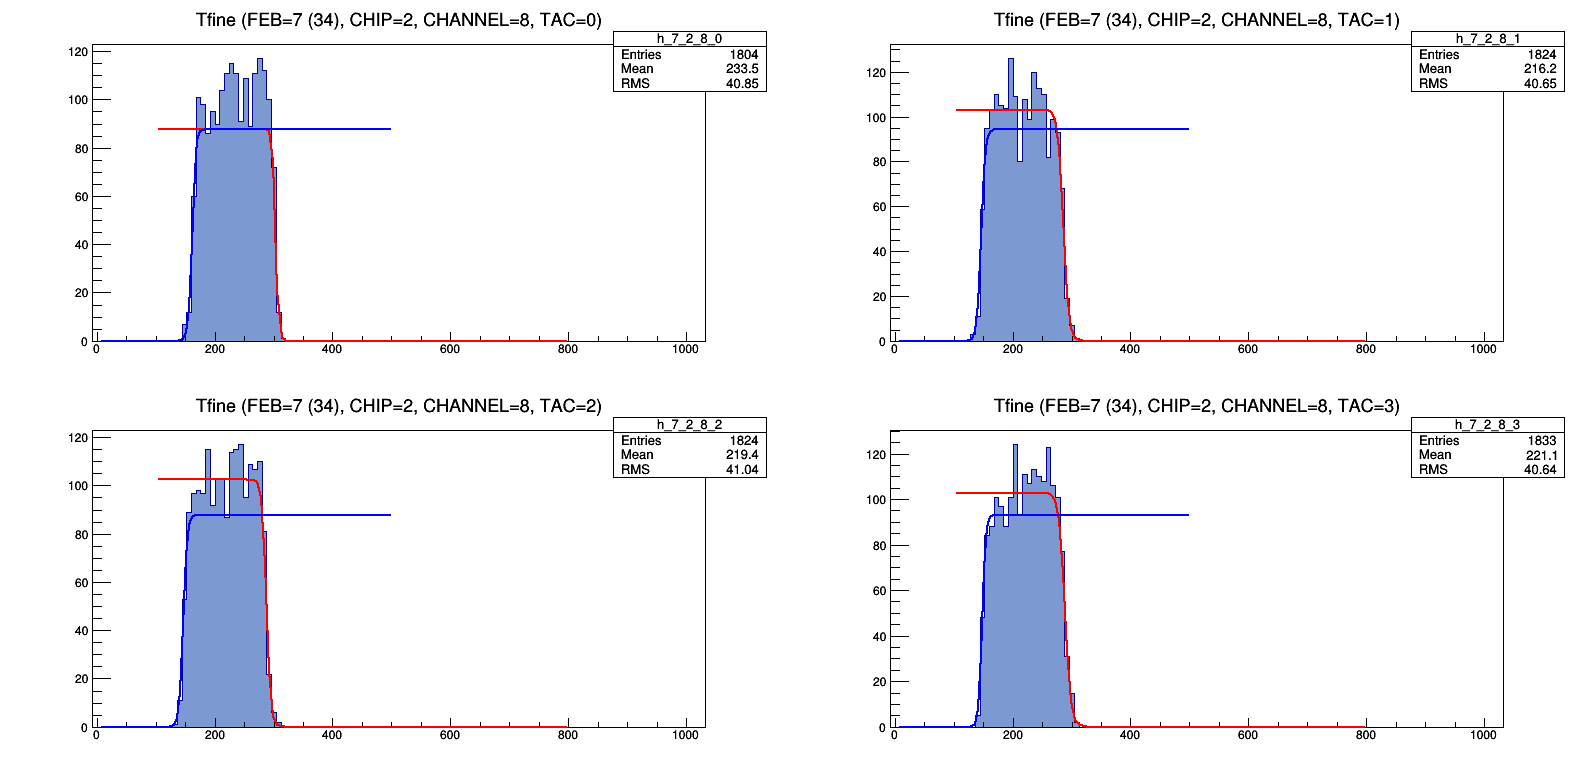 Tfine (FEB=7 (34), CHIP=2, CHANNEL=8, TAC=0)
h_7_2_8_0
Entries 1804
Mean 233.5
RMS 40.85
120
100
80
60
40
20
0
0 200 400 600 800 1000
Tfine (FEB=7 (34), CHIP=2, CHANNEL=8, TAC=1)
h_7_2_8_1
Entries 1824
Mean 216.2
RMS 40.65
120
100
80
60
40
20
0
0 200 400 600 800 1000
Tfine (FEB=7 (34), CHIP=2, CHANNEL=8, TAC=2)
h_7_2_8_2
Entries 1824
Mean 219.4
RMS 41.04
120
100
80
60
40
20
0
0 200 400 600 800 1000
Tfine (FEB=7 (34), CHIP=2, CHANNEL=8, TAC=3)
h_7_2_8_3
Entries 1833
Mean 221.1
RMS 40.64
120
100
80
60
40
20
0
0 200 400 600 800 1000